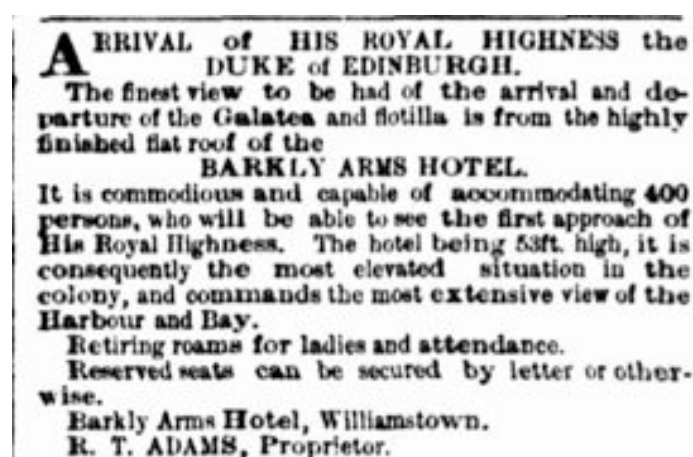 ARRIVAL of HIS ROYAL HIGHNESS the
DUKE of EDINBURGH.
The finest view to be had of the arrival and de-
parture of the Galatea and flotilla is from the highly
finished flat roof of the
BARKLY ARMS HOTEL.
It is commodious and capable of accommodating 400
persons, who will be able to see the first approach of
His Royal Highness. The hotel being 53ft. high, it is
consequently the most elevated situation in the
colony, and commands the most extensive view of the
Harbour and Bay.
Retiring roams for ladies and attendance.
Reserved seats can be secured by letter or other-
wise.
Barkly Arms Hotel, Williamstown.
R. T. ADAMS, Proprietor.